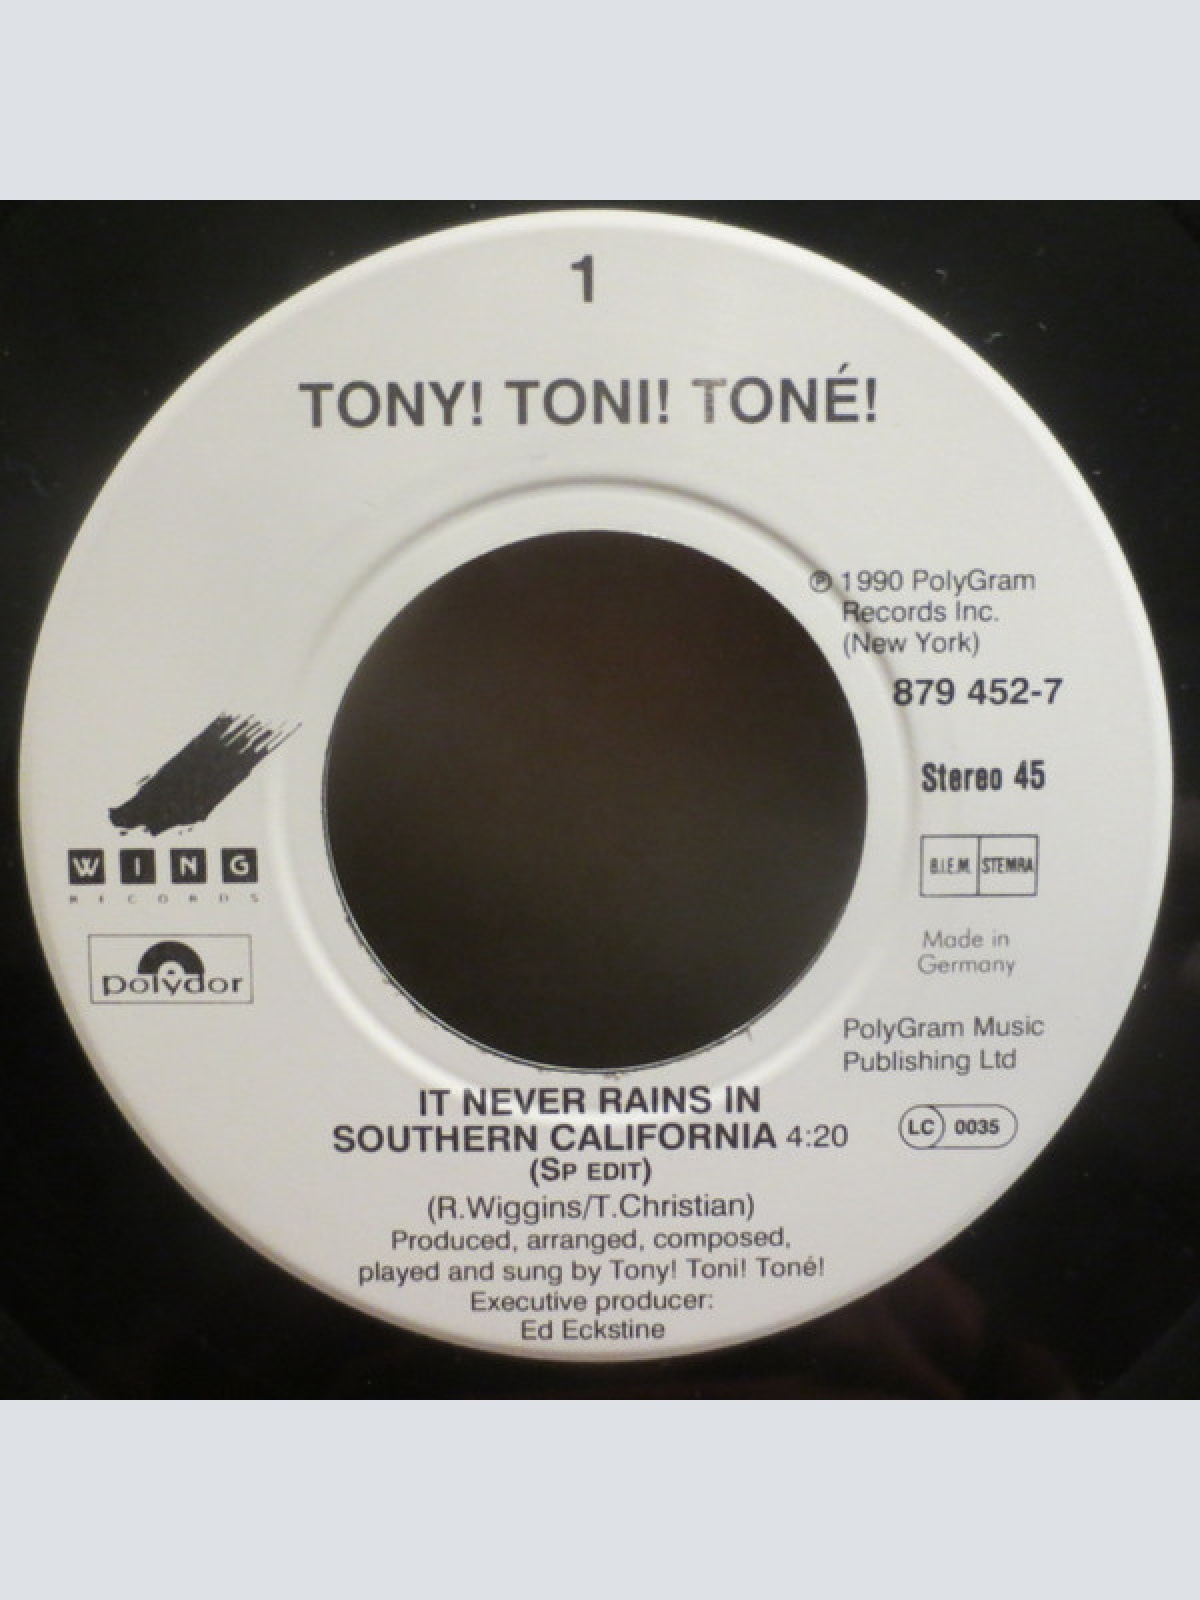 1
TONY! TONI! TONÉ!
℗ 1990 PolyGram
Records Inc.
(New York)
879 452-7
Stereo 45
WING
RECORDS
B.I.E.M. STEMRA
polydor
Made in
Germany
PolyGram Music
Publishing Ltd
LC 0035
IT NEVER RAINS IN
SOUTHERN CALIFORNIA 4:20
(SP EDIT)
(R.Wiggins/T.Christian)
Produced, arranged, composed,
played and sung by Tony! Toni! Toné!
Executive producer:
Ed Eckstine